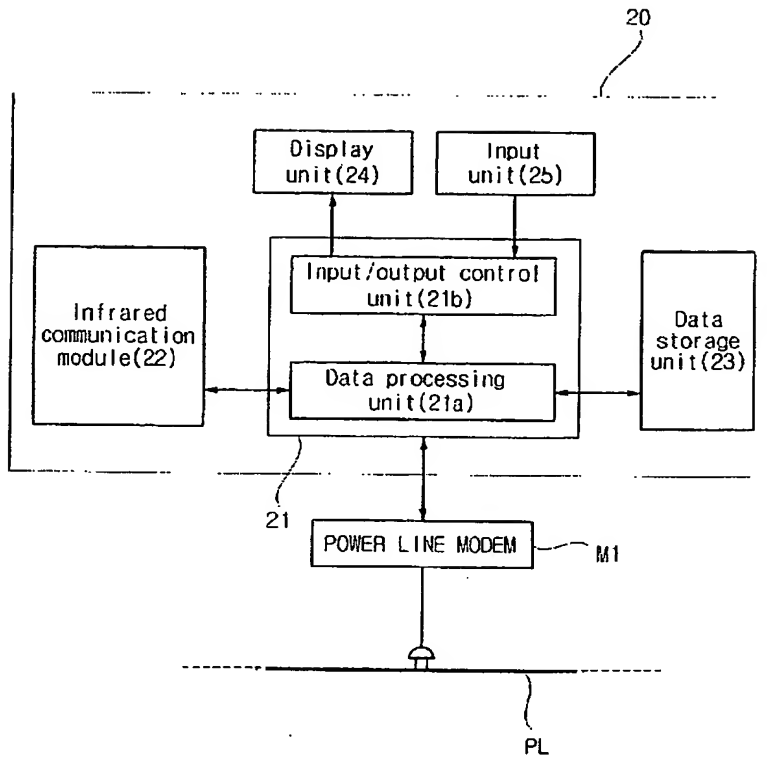 20
Display
unit(24)
Input
unit(25)
Input/output control
unit(21b)
Infrared
communication
module(22)
Data
storage
unit(23)
Data processing
unit(21a)
21
POWER LINE MODEM
M1
PL